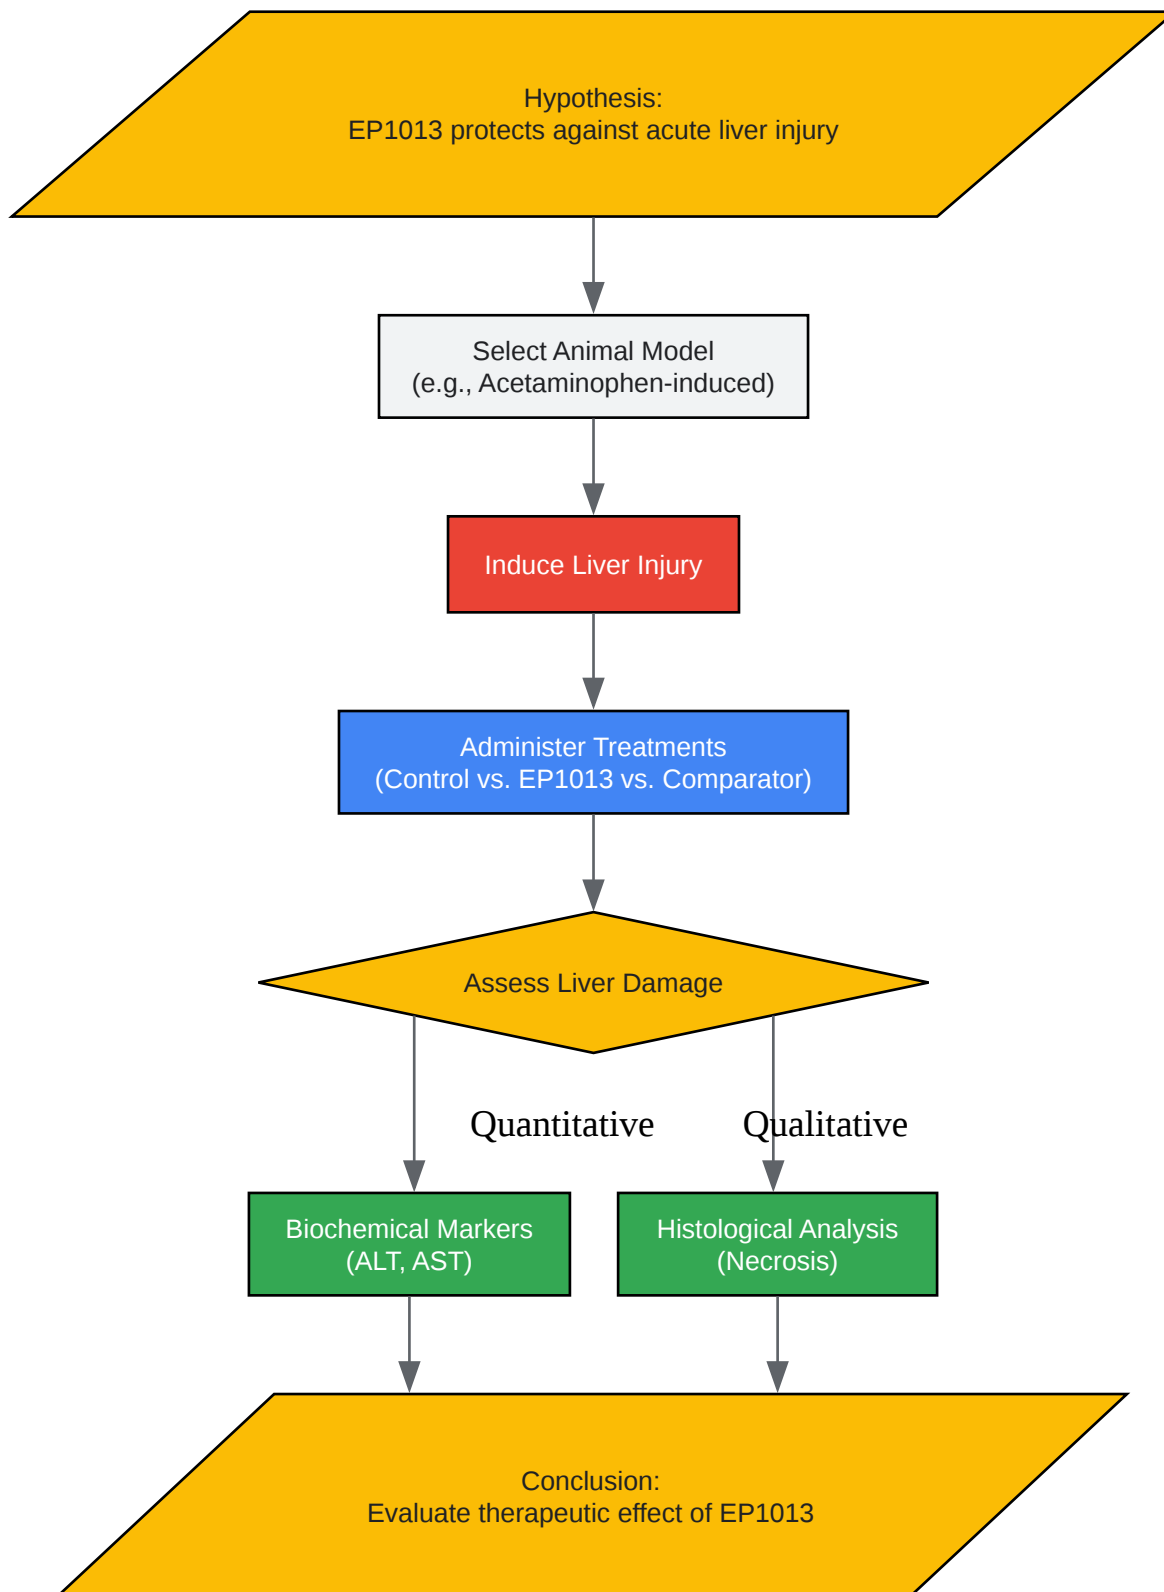 Hypothesis:
EP1013 protects against acute liver injury
Select Animal Model
(e.g., Acetaminophen-induced)
Induce Liver Injury
Administer Treatments
(Control vs. EP1013 vs. Comparator)
Assess Liver Damage
Quantitative
Qualitative
Biochemical Markers
(ALT, AST)
Histological Analysis
(Necrosis)
Conclusion:
Evaluate therapeutic effect of EP1013